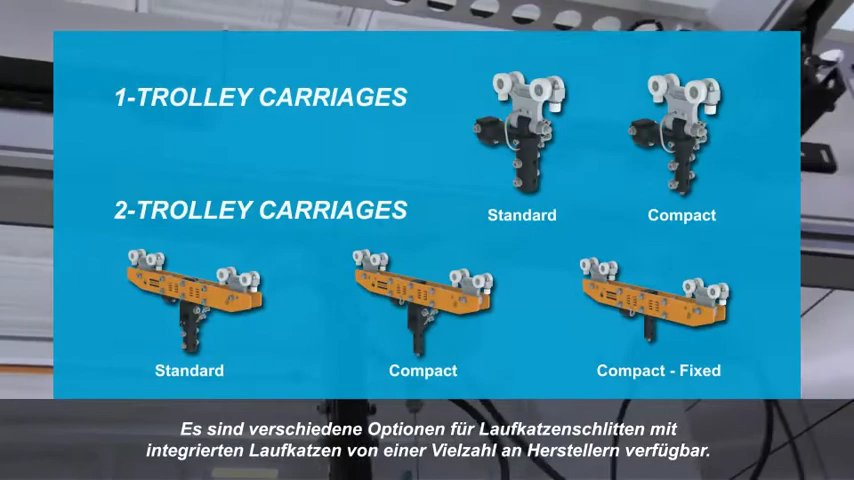 1-TROLLEY CARRIAGES
Standard
Compact
2-TROLLEY CARRIAGES
Standard
Compact
Compact - Fixed
Es sind verschiedene Optionen für Laufkatzenschlitten mit
integrierten Laufkatzen von einer Vielzahl an Herstellern verfügbar.